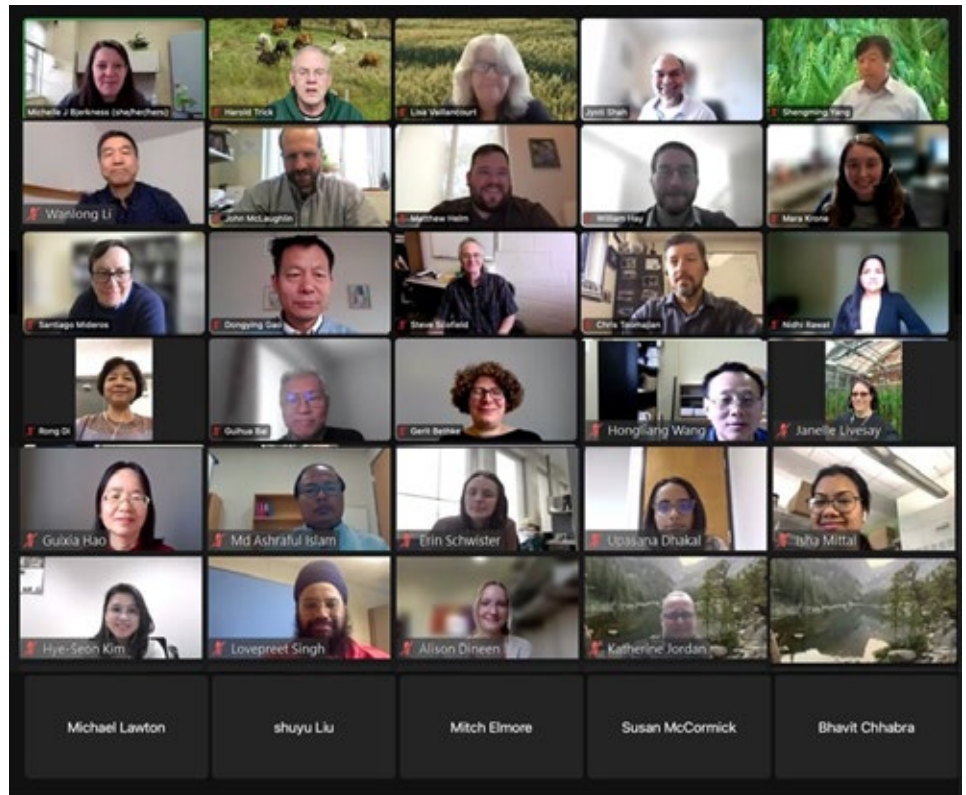 Michelle J Bjerkness (she/her/hers)
Harold Trick
Lisa Vaillancourt
Jyoti Shah
Shengming Yang
Wanlong Li
John McLaughlin
Matthew Helm
William Hay
Mara Krone
Santiago Mideros
Dongying Gao
Steve Scofield
Chris Toomajian
Nidhi Rawat
Rong Di
Guihua Bai
Gerit Bethke
Hongliang Wang
Janelle Livesay
Guixia Hao
Md Ashraful Islam
Erin Schwister
Upasana Dhakal
Isha Mittal
Hye-Seon Kim
Lovepreet Singh
Alison Dineen
Katherine Jordan
Michael Lawton
shuyu Liu
Mitch Elmore
Susan McCormick
Bhavit Chhabra